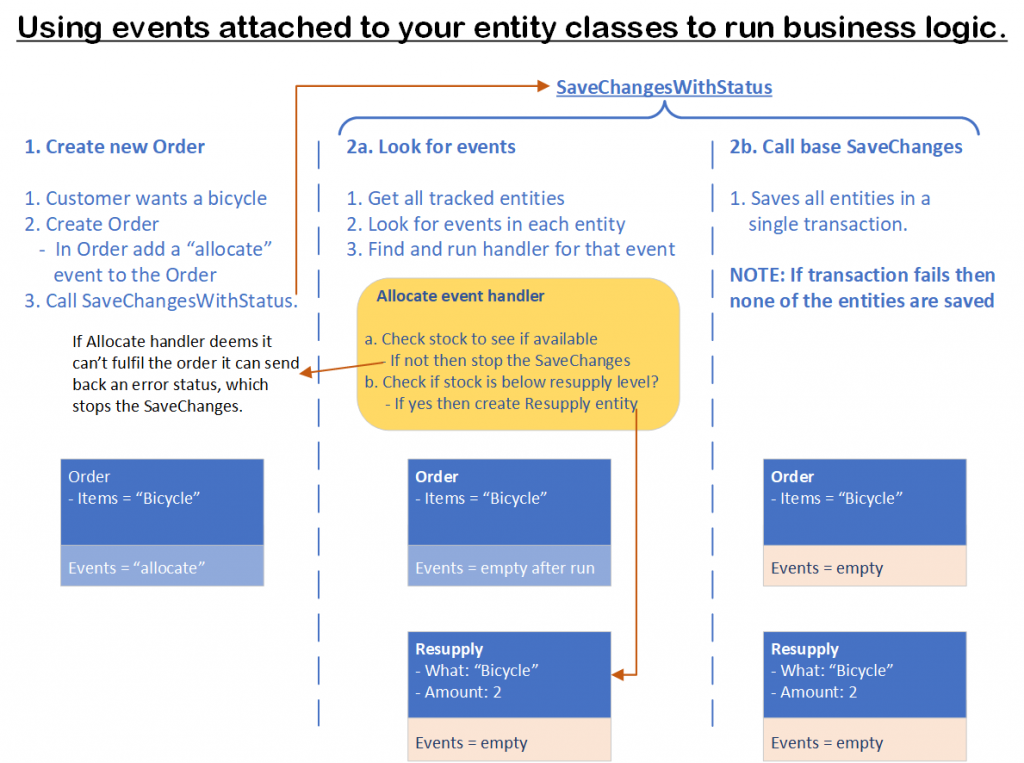 Using events attached to your entity classes to run business logic.
SaveChangesWithStatus
1. Create new Order
1. Customer wants a bicycle
2. Create Order
- In Order add a “allocate”
event to the Order
3. Call SaveChangesWithStatus.
If Allocate handler deems it
can’t fulfil the order it can send
back an error status, which
stops the SaveChanges.
Order
- Items = “Bicycle”
Events = “allocate”
2a. Look for events
1. Get all tracked entities
2. Look for events in each entity
3. Find and run handler for that event
Allocate event handler
a. Check stock to see if available
If not then stop the SaveChanges
b. Check if stock is below resupply level?
- If yes then create Resupply entity
Order
- Items = “Bicycle”
Events = empty after run
Resupply
- What: “Bicycle”
- Amount: 2
Events = empty
2b. Call base SaveChanges
1. Saves all entities in a
single transaction.
NOTE: If transaction fails then
none of the entities are saved
Order
- Items = “Bicycle”
Events = empty
Resupply
- What: “Bicycle”
- Amount: 2
Events = empty